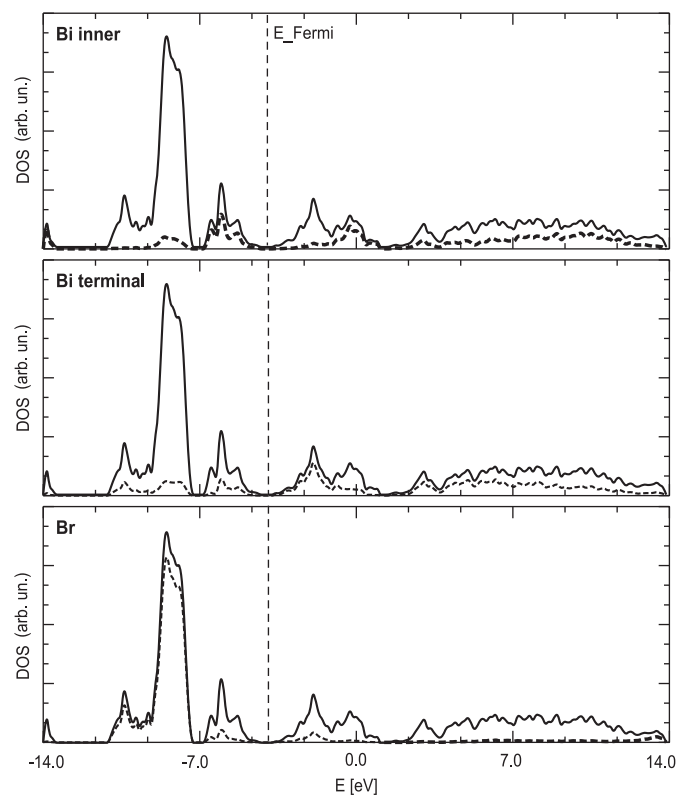 Bi inner
E_Fermi
DOS (arb. un.)
Bi terminal
DOS (arb. un.)
Br
DOS (arb. un.)
-14.0 -7.0 0.0 7.0 14.0
E [eV]